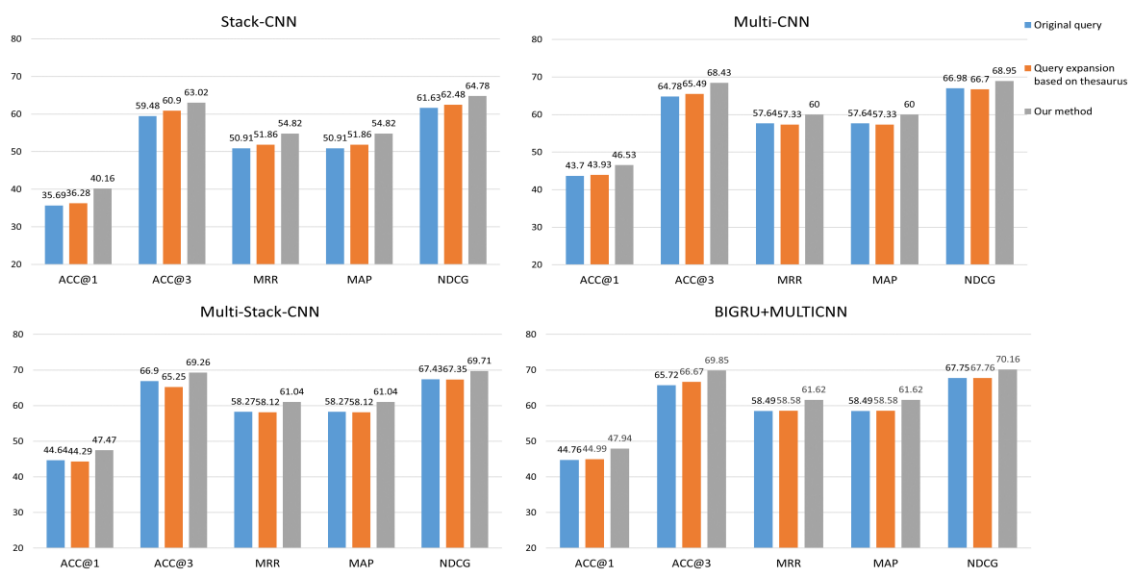 Stack-CNN
80
70
60
50
40
30
20
35.69 36.28 40.16
59.48 60.9 63.02
50.91 51.86 54.82
50.91 51.86 54.82
61.63 62.48 64.78
ACC@1 ACC@3 MRR MAP NDCG
Multi-CNN
80
70
60
50
40
30
20
43.7 43.93 46.53
64.78 65.49 68.43
57.64 57.33 60
57.64 57.33 60
66.98 66.7 68.95
ACC@1 ACC@3 MRR MAP NDCG
Original query
Query expansion
based on thesaurus
Our method
Multi-Stack-CNN
80
70
60
50
40
30
20
44.64 44.29 47.47
66.9 65.25 69.26
58.27 58.12 61.04
58.27 58.12 61.04
67.43 67.35 69.71
ACC@1 ACC@3 MRR MAP NDCG
BIGRU+MULTICNN
80
70
60
50
40
30
20
44.76 44.99 47.94
65.72 66.67 69.85
58.49 58.58 61.62
58.49 58.58 61.62
67.75 67.76 70.16
ACC@1 ACC@3 MRR MAP NDCG